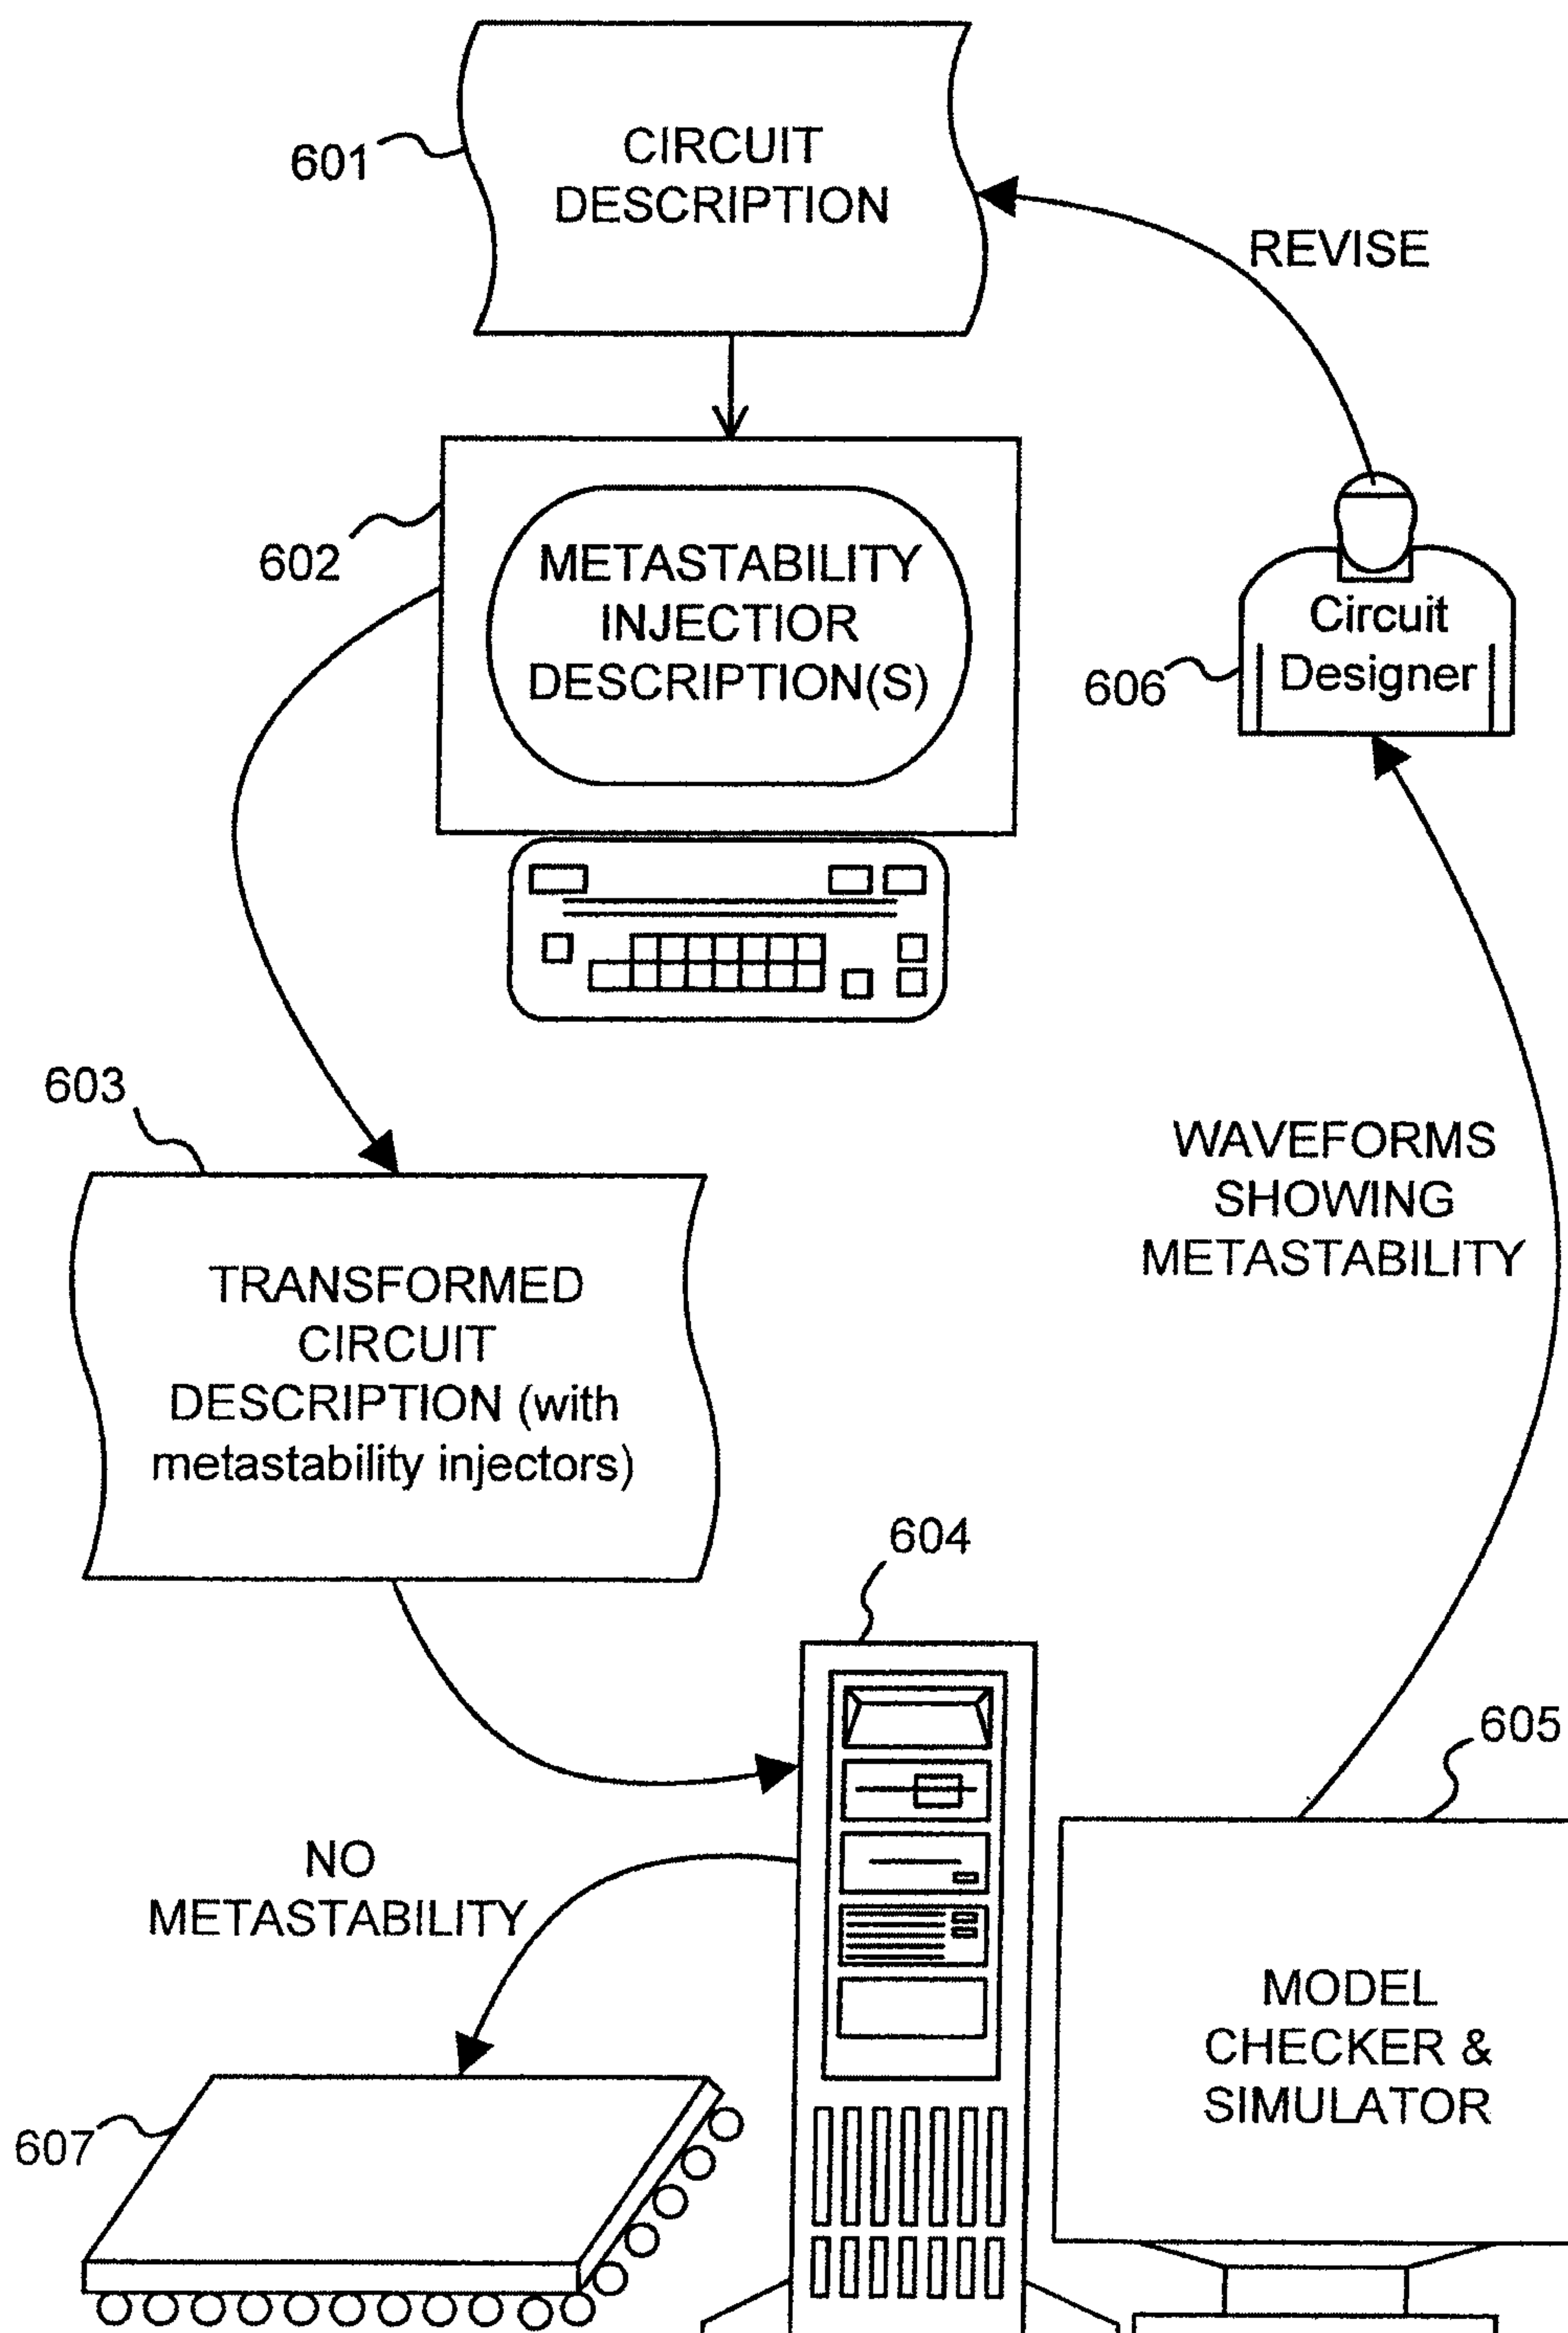 CIRCUIT
DESCRIPTION
601
REVISE
602
METASTABILITY
INJECTIOR
DESCRIPTION(S)
Circuit
Designer
606
603
WAVEFORMS
SHOWING
METASTABILITY
TRANSFORMED
CIRCUIT
DESCRIPTION (with
metastability injectors)
604
605
NO
METASTABILITY
MODEL
CHECKER &
SIMULATOR
607